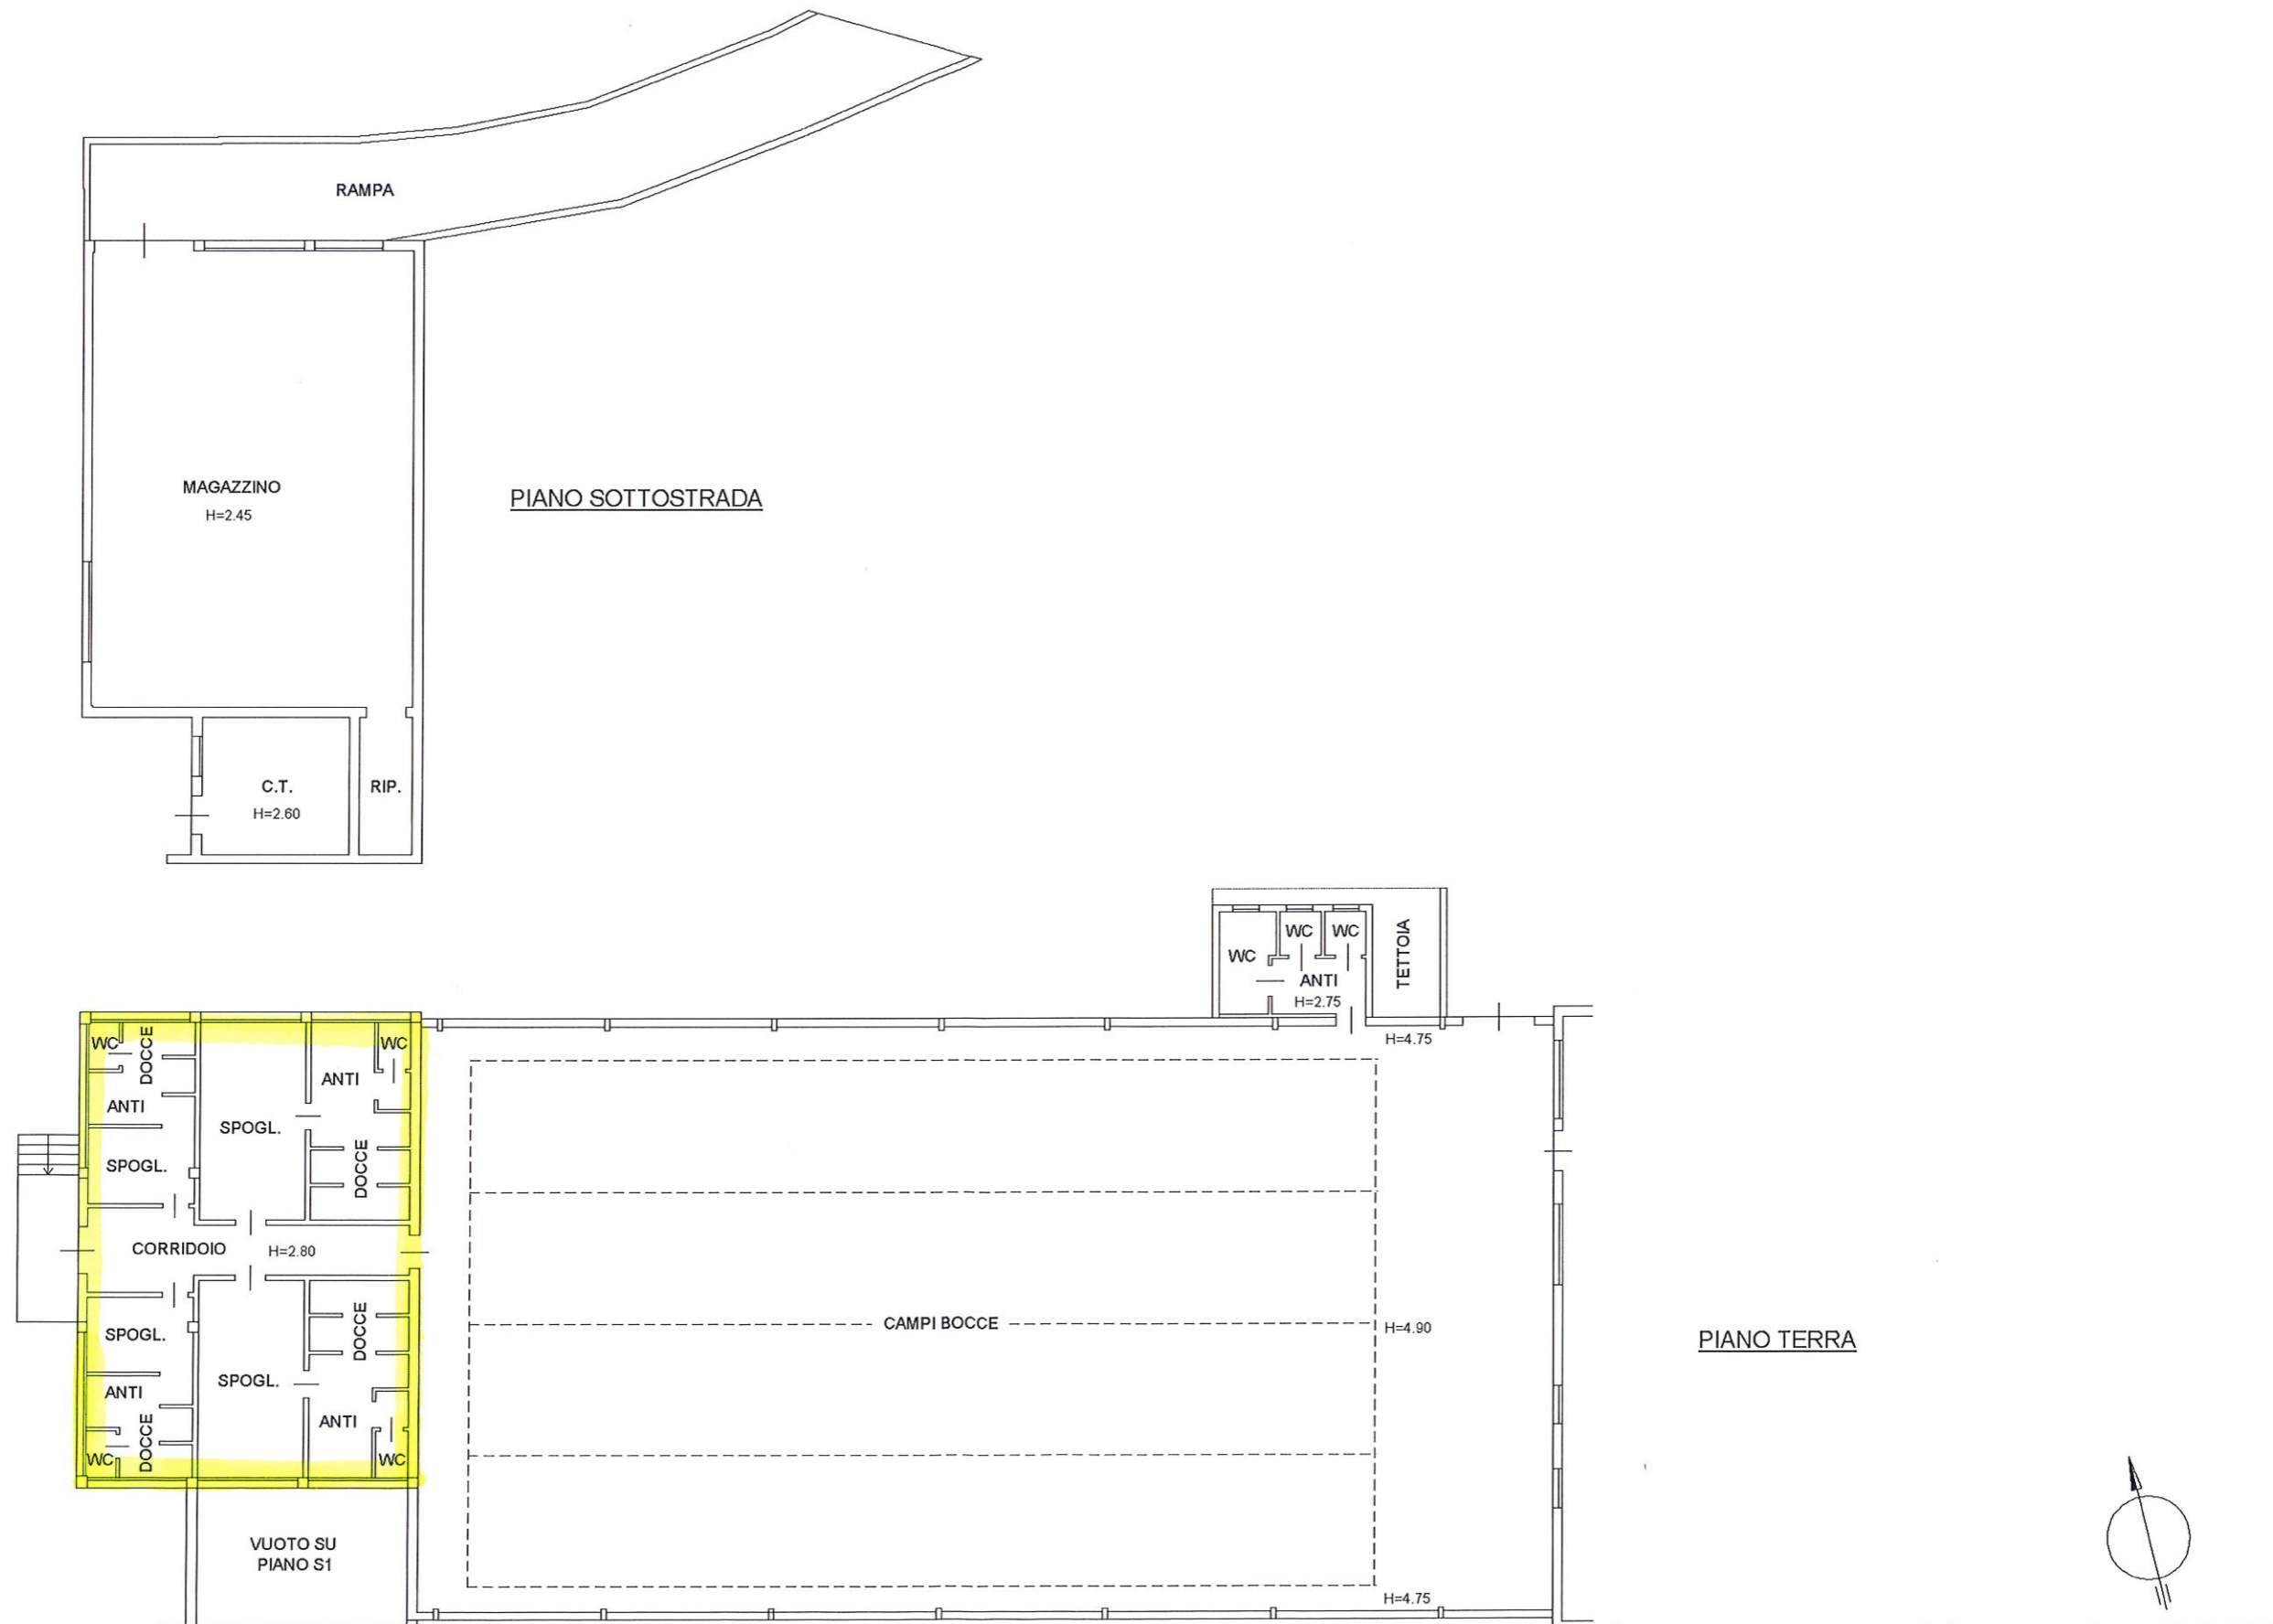 RAMPA
MAGAZZINO
H=2.45
PIANO SOTTOSTRADA
C.T.
H=2.60
RIP.
WC
WC
WC
ANTI
H=2.75
TETTOIA
H=4.75
WC
DOCCE
ANTI
SPOGL.
SPOGL.
ANTI
WC
DOCCE
CORRIDOIO
H=2.80
SPOGL.
ANTI
DOCCE
WC
SPOGL.
DOCCE
ANTI
WC
CAMPI BOCCE
H=4.90
PIANO TERRA
VUOTO SU
PIANO S1
H=4.75